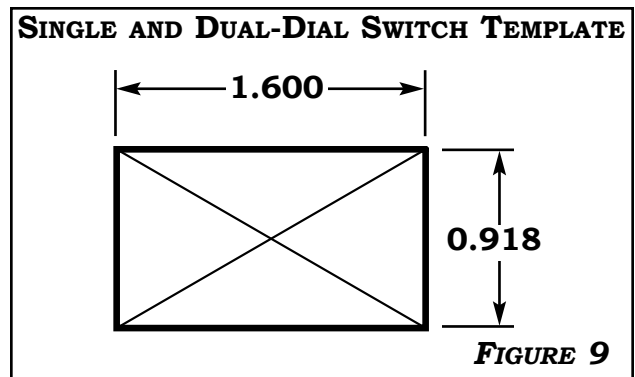 SINGLE AND DUAL-DIAL SWITCH TEMPLATE
1.600
0.918
FIGURE 9